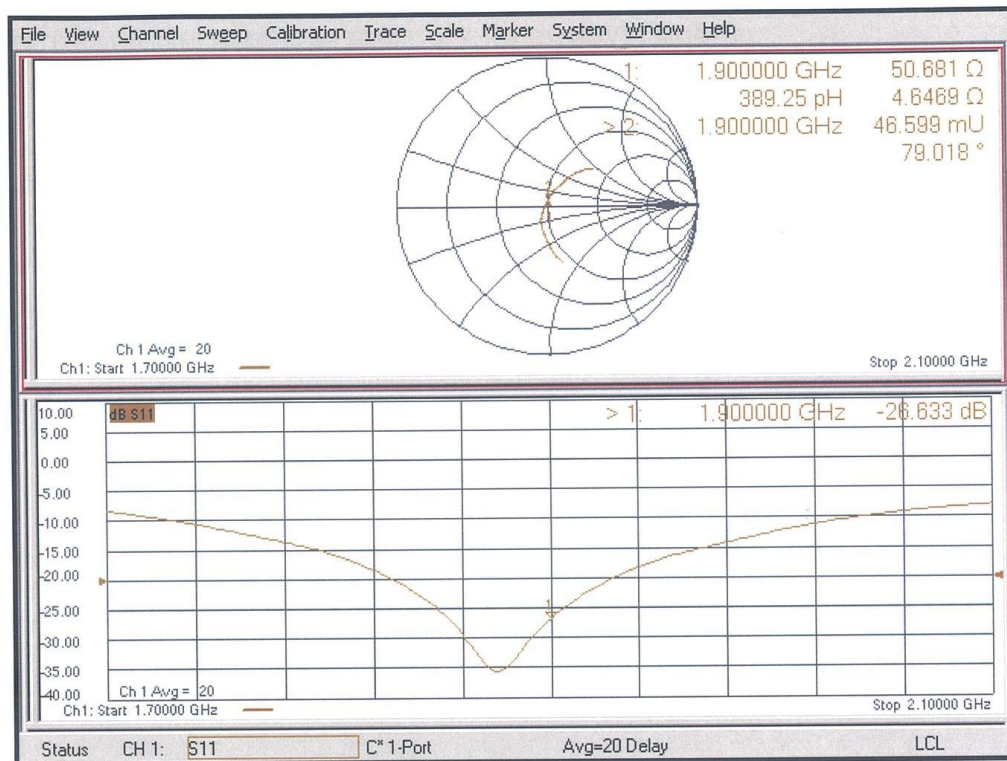 File View Channel Sweep Calibration Trace Scale Marker System Window Help
1: 1.900000 GHz 50.681 Ω
389.25 pH 4.6469 Ω
> 2: 1.900000 GHz 46.599 mU
79.018 °
Ch 1 Avg = 20
Ch1: Start 1.70000 GHz Stop 2.10000 GHz
10.00 dB S11 > 1: 1.900000 GHz -26.633 dB
5.00
0.00
-5.00
-10.00
-15.00
-20.00
-25.00
-30.00
-35.00
-40.00
1
Ch 1 Avg = 20
Ch1: Start 1.70000 GHz Stop 2.10000 GHz
Status CH 1: S11 C* 1-Port Avg=20 Delay LCL